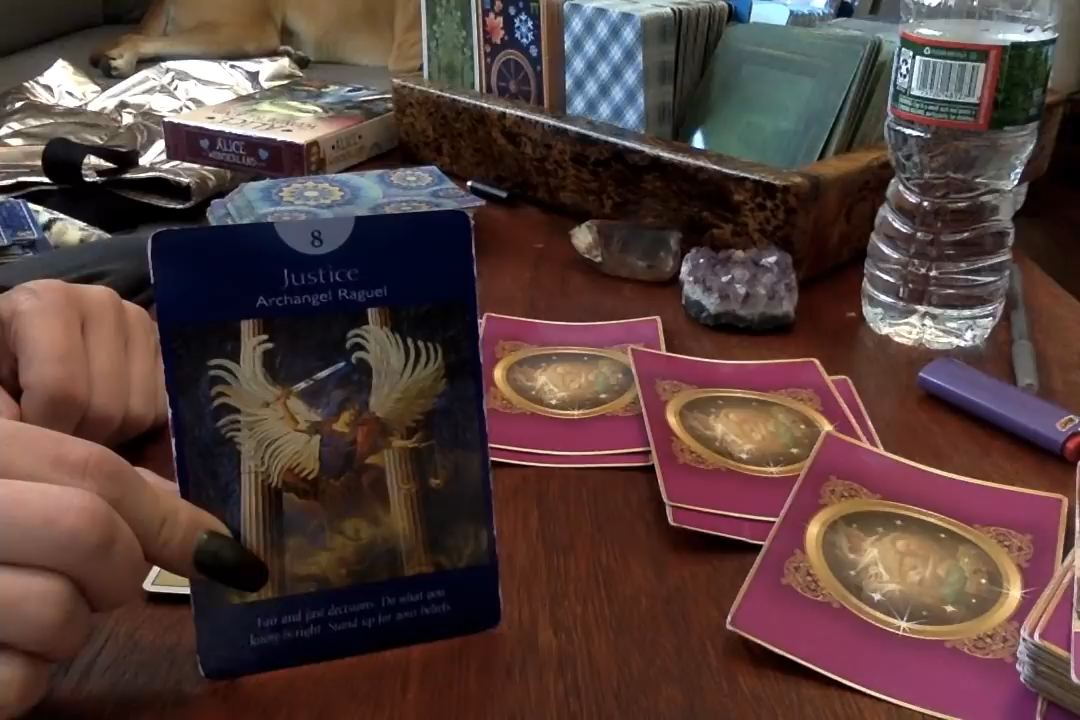 8
Justice
Archangel Raguel
Fair and just decisions. Do what you
know is right. Stand up for your beliefs
ALICE
WONDERLAND